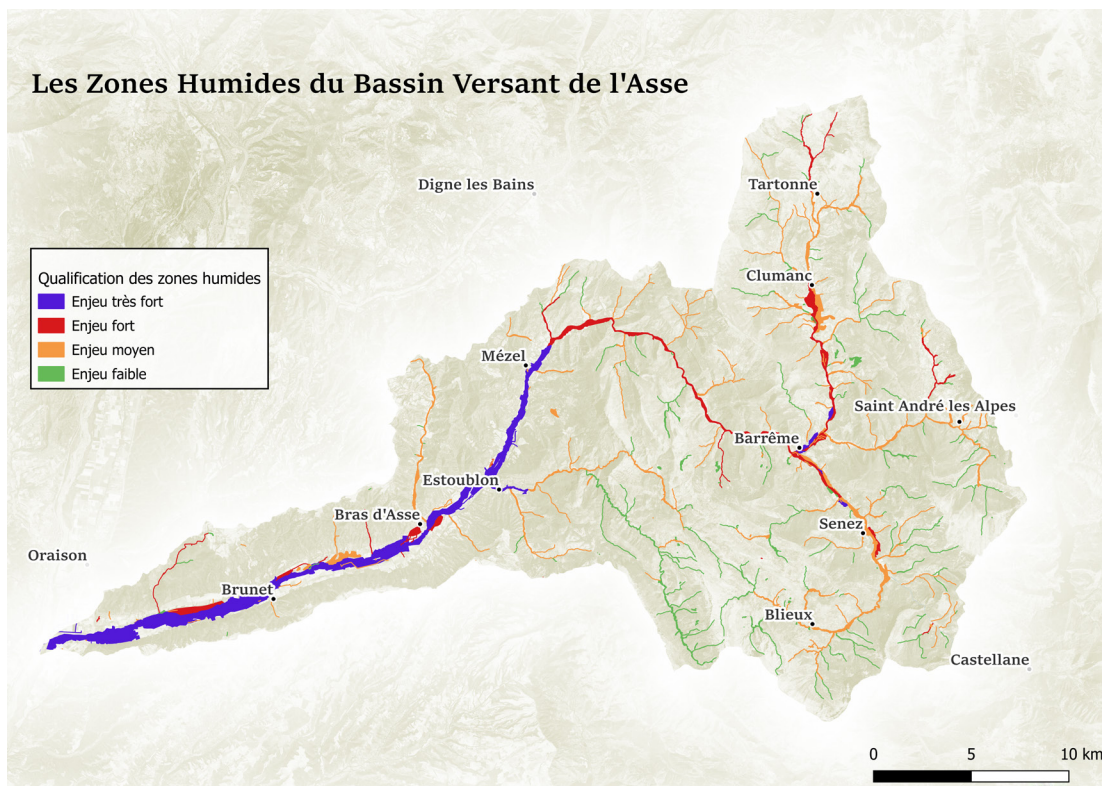 Les Zones Humides du Bassin Versant de l'Asse
Digne les Bains
Tartonne
Qualification des zones humides
Enjeu très fort
Enjeu fort
Enjeu moyen
Enjeu faible
Clumanc
Mézel
Saint André les Alpes
Barrême
Estoublon
Bras d'Asse
Senez
Oraison
Brunet
Blieux
Castellane
0 5 10 km